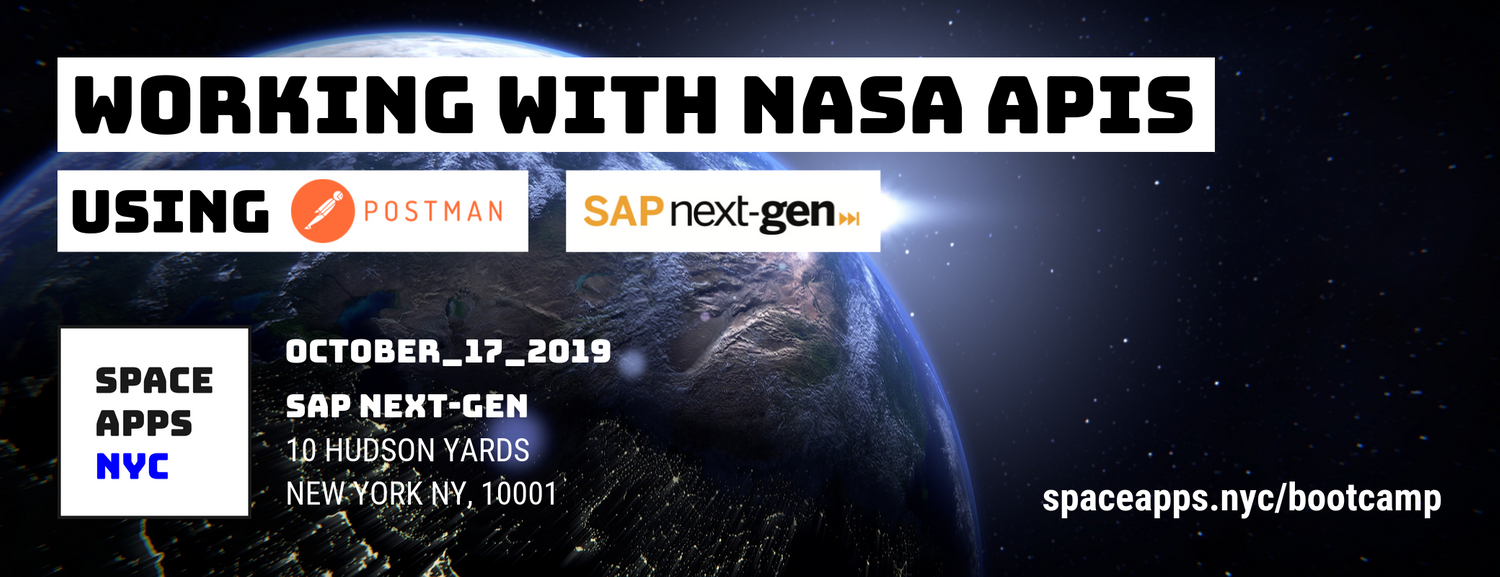 WORKING WITH NASA APIS
USING POSTMAN SAP next-gen
SPACE
APPS
NYC
OCTOBER_17_2019
SAP NEXT-GEN
10 HUDSON YARDS
NEW YORK NY, 10001
spaceapps.nyc/bootcamp